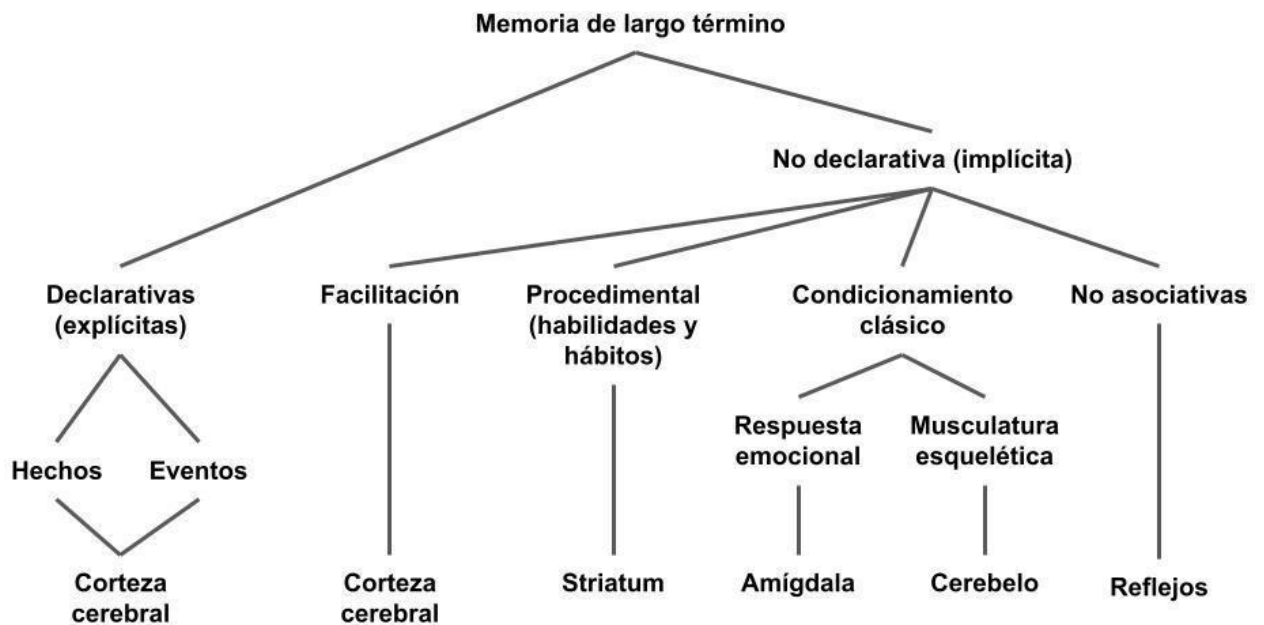 Memoria de largo término
No declarativa (implícita)
Declarativas
(explícitas)
Facilitación
Procedimental
(habilidades y
hábitos)
Condicionamiento
clásico
No asociativas
Respuesta
emocional
Musculatura
esquelética
Hechos
Eventos
Corteza
cerebral
Corteza
cerebral
Striatum
Amígdala
Cerebelo
Reflejos